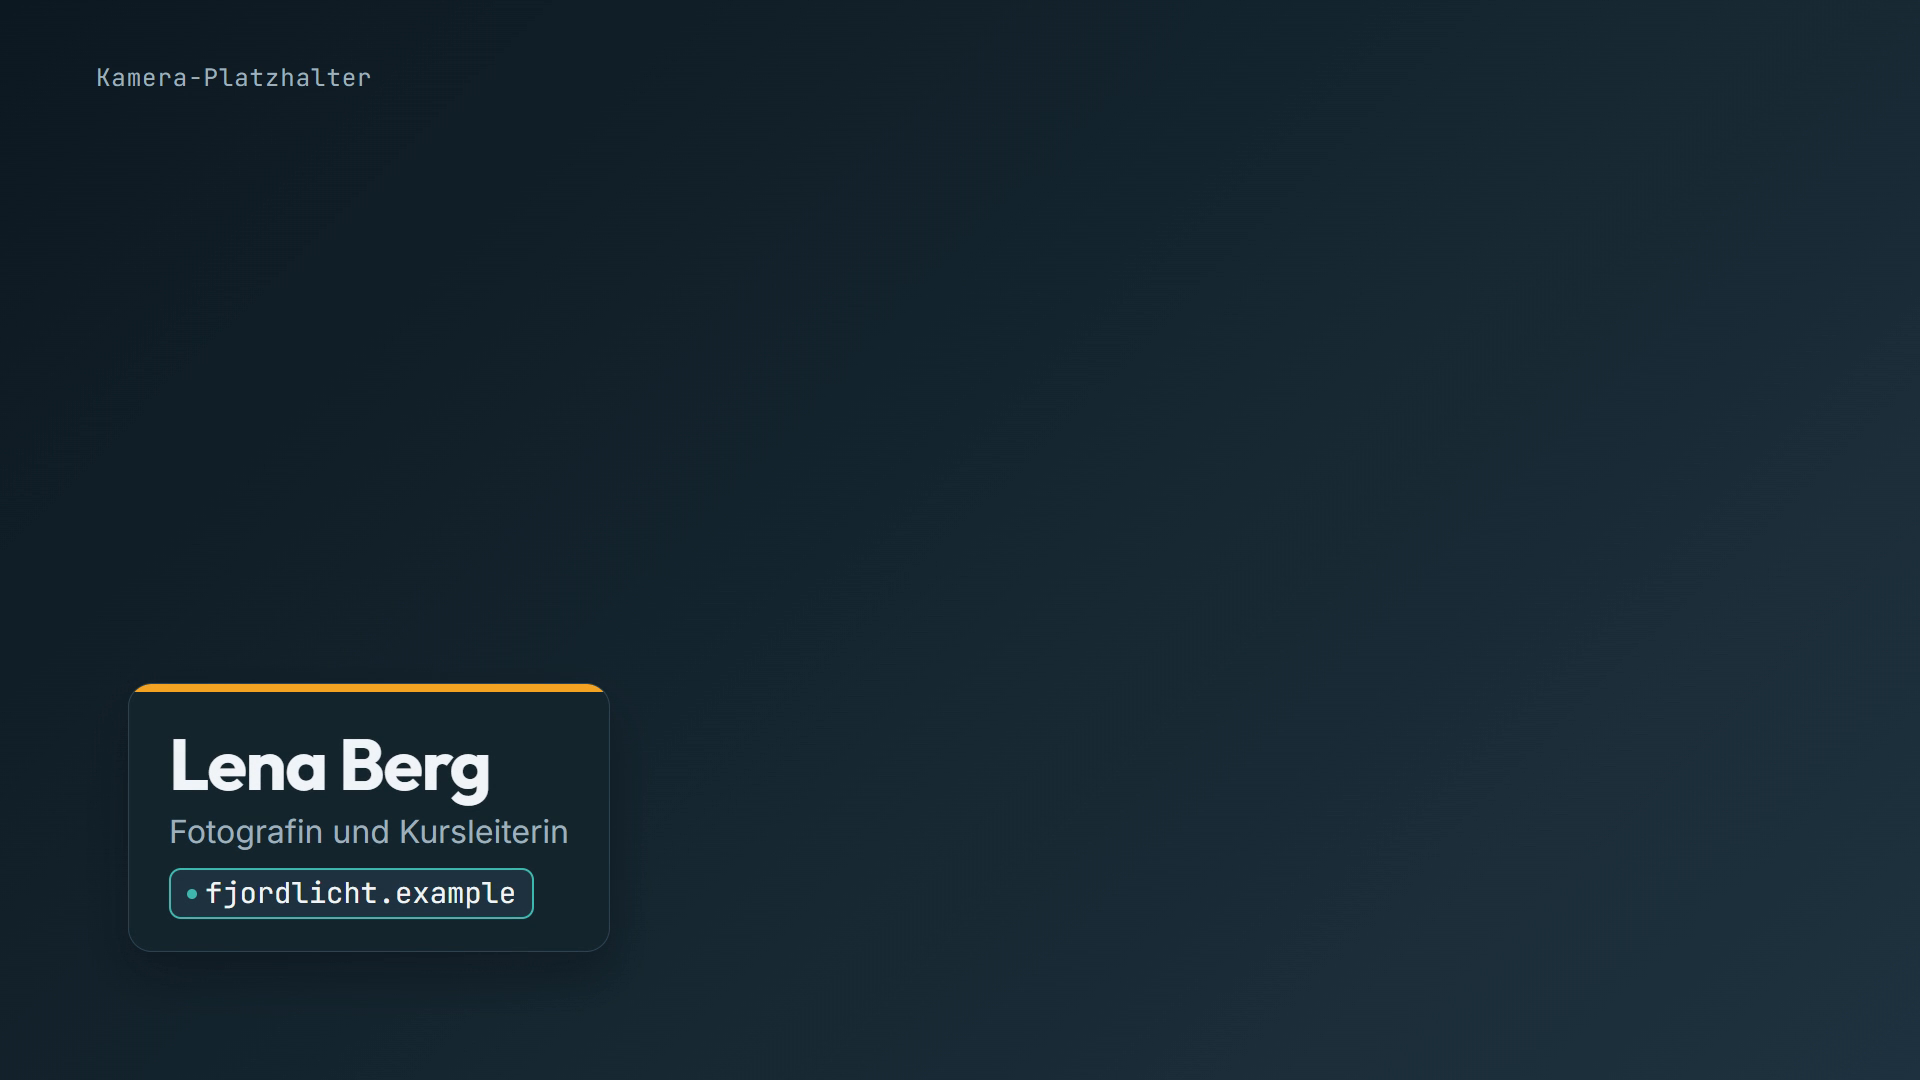 Kamera-Platzhalter
Lena Berg
Fotografin und Kursleiterin
fjordlicht.example